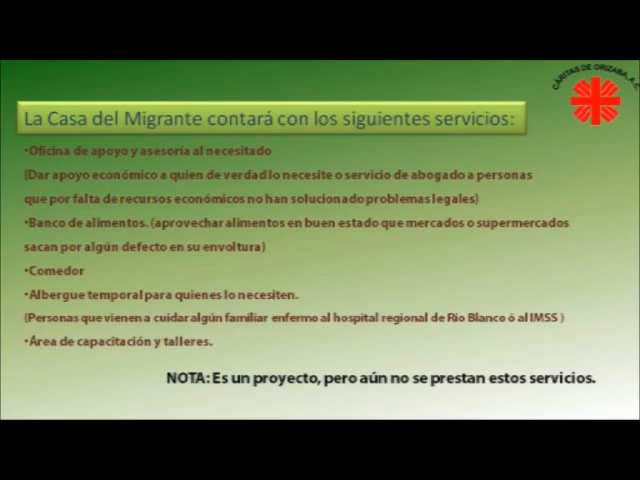 CARITAS DE ORIZABA, A.C
La Casa del Migrante contará con los siguientes servicios:
•Oficina de apoyo y asesoría al necesitado
(Dar apoyo económico a quien de verdad lo necesite o servicio de abogado a personas
que por falta de recursos económicos no han solucionado problemas legales)
•Banco de alimentos. (aprovechar alimentos en buen estado que mercados o supermercados
sacan por algún defecto en su envoltura)
•Comedor
•Albergue temporal para quienes lo necesiten.
(Personas que vienen a cuidar algún familiar enfermo al hospital regional de Río Blanco ó al IMSS )
•Área de capacitación y talleres.
NOTA: Es un proyecto, pero aún no se prestan estos servicios.